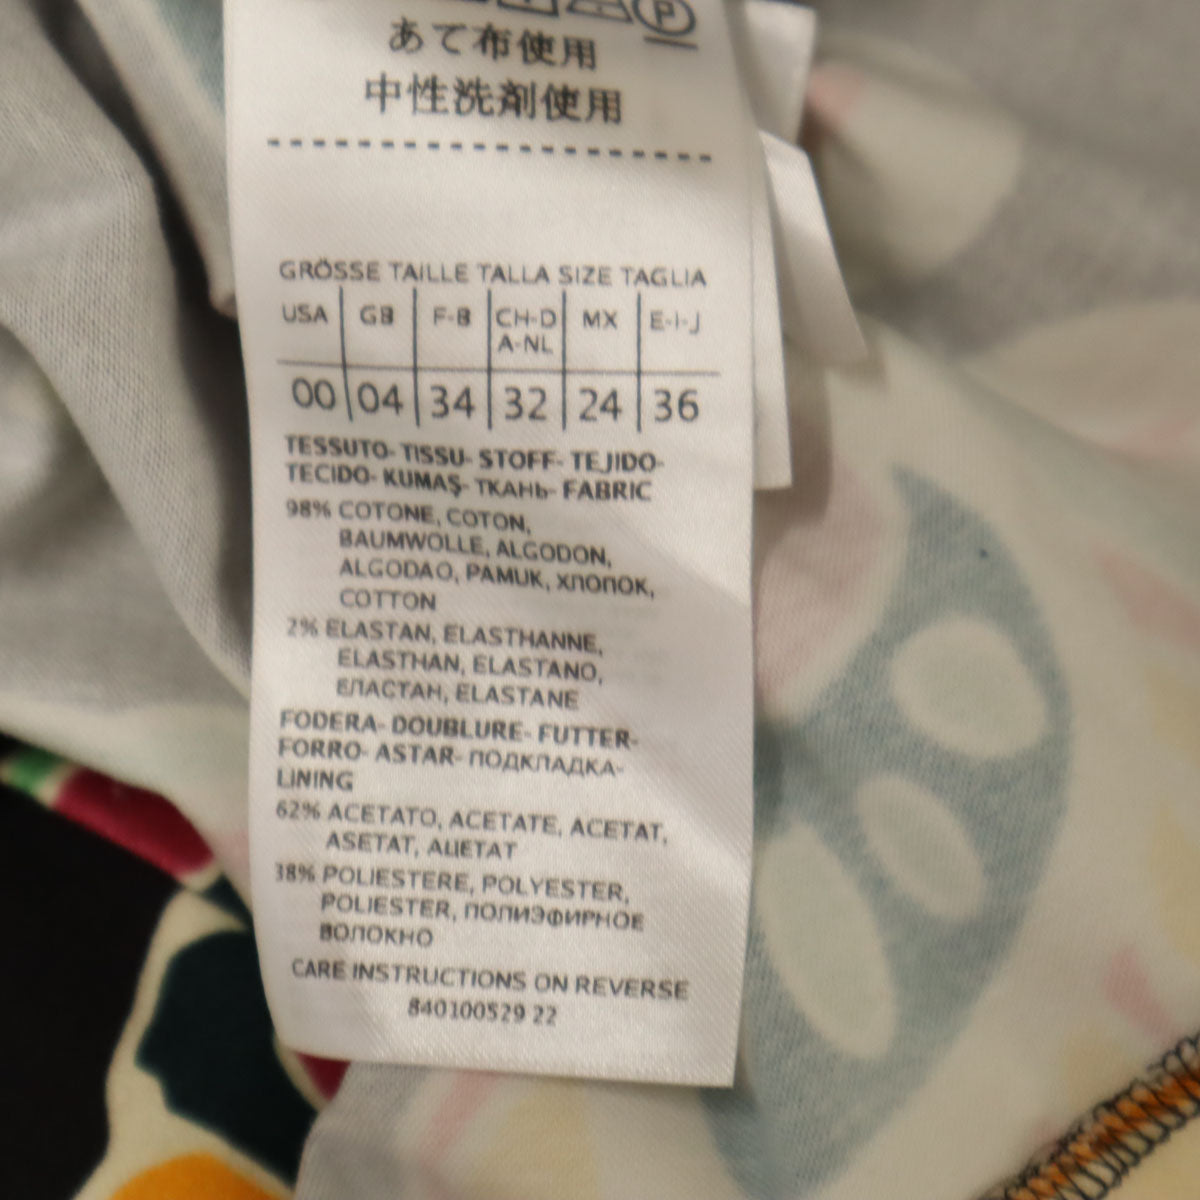 P
あて布使用
中性洗剤使用
GRÖSSE TAILLE TALLA SIZE TAGLIA
USA GB F-B CH-D A-NL MX E-I-J
00 04 34 32 24 36
TESSUTO- TISSU- STOFF- TEJIDO-
TECIDO- KUMAŞ- ТКАНЬ- FABRIC
98% COTONE, COTON,
BAUMWOLLE, ALGODON,
ALGODAO, PAMUK, ХЛОПОК,
COTTON
2% ELASTAN, ELASTHANNE,
ELASTHAN, ELASTANO,
ЕЛАСТАН, ELASTANE
FODERA- DOUBLURE- FUTTER-
FORRO- ASTAR- ПОДКЛАДКА-
LINING
62% ACETATO, ACETATE, ACETAT,
ASETAT, АЦЕТАТ
38% POLIESTERE, POLYESTER,
POLIESTER, ПОЛИЭФИРНОЕ
ВОЛОКНО
CARE INSTRUCTIONS ON REVERSE
840100529 22